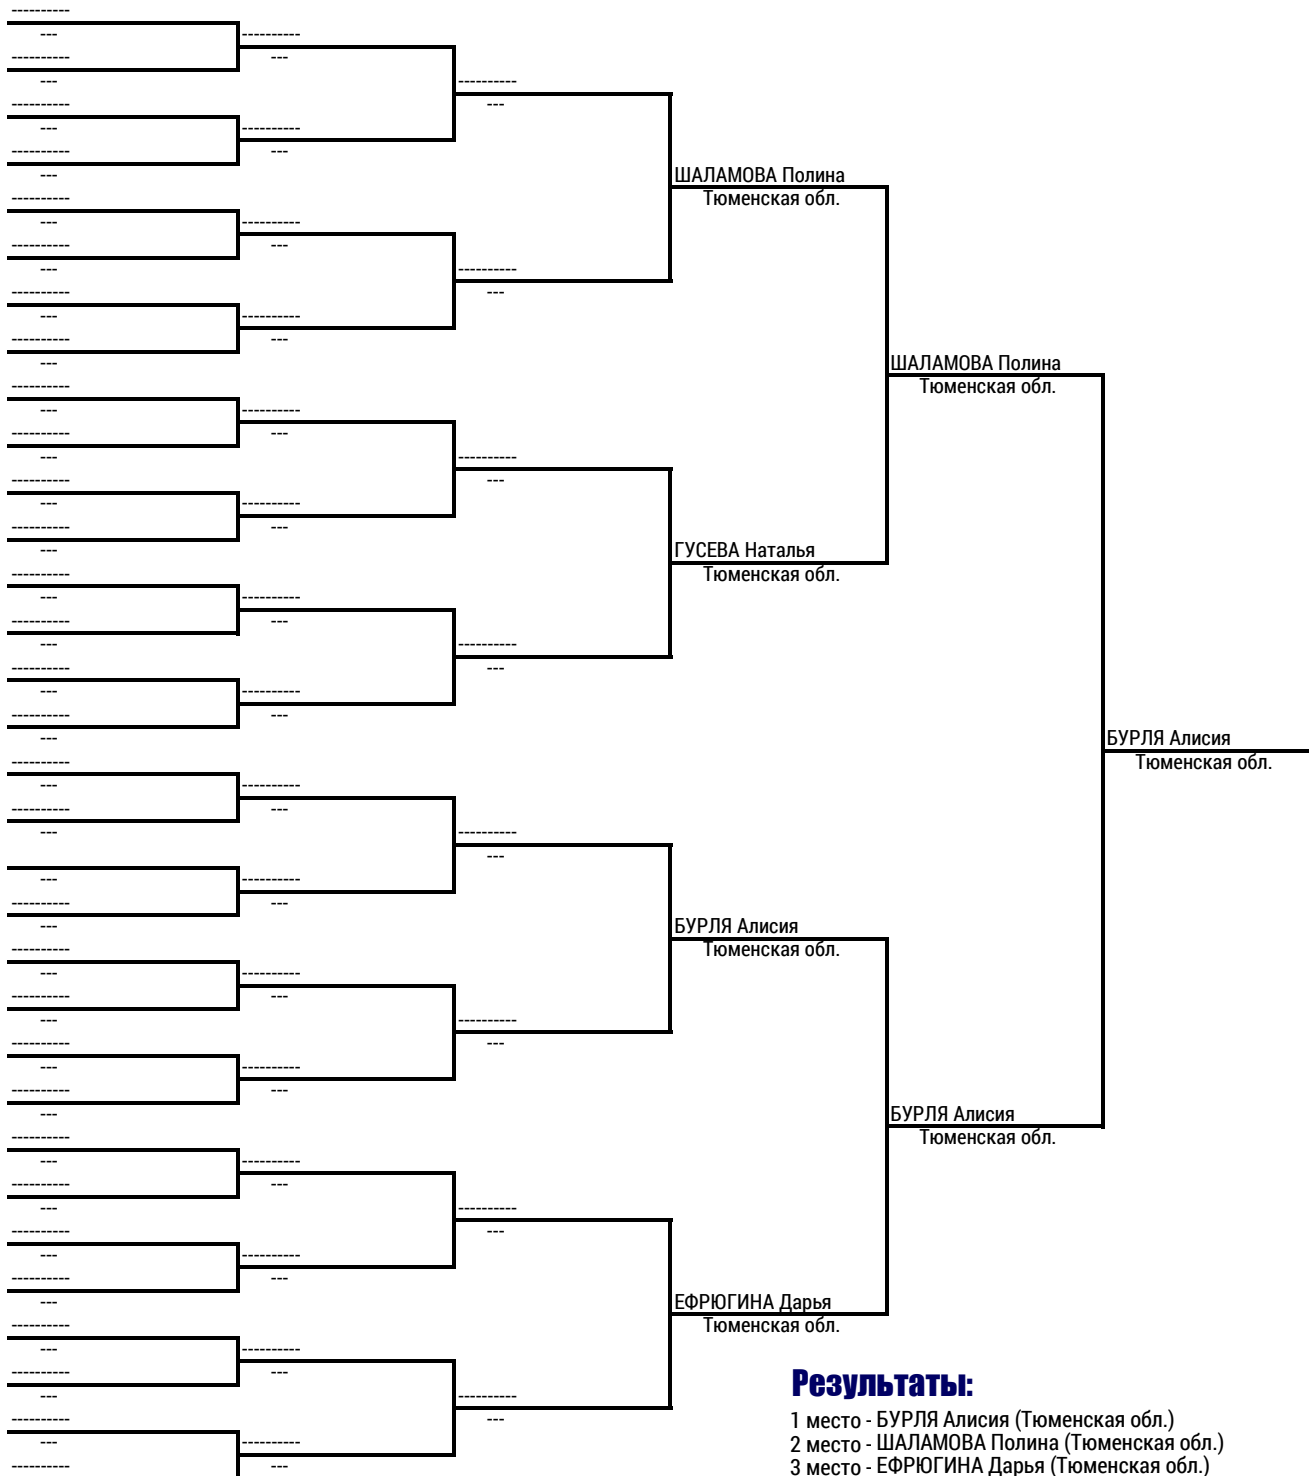 ШАЛАМОВА Полина
Тюменская обл.
ШАЛАМОВА Полина
Тюменская обл.
ГУСЕВА Наталья
Тюменская обл.
БУРЛЯ Алисия
Тюменская обл.
БУРЛЯ Алисия
Тюменская обл.
БУРЛЯ Алисия
Тюменская обл.
ЕФРЮГИНА Дарья
Тюменская обл.
Результаты:
1 место - БУРЛЯ Алисия (Тюменская обл.)
2 место - ШАЛАМОВА Полина (Тюменская обл.)
3 место - ЕФРЮГИНА Дарья (Тюменская обл.)